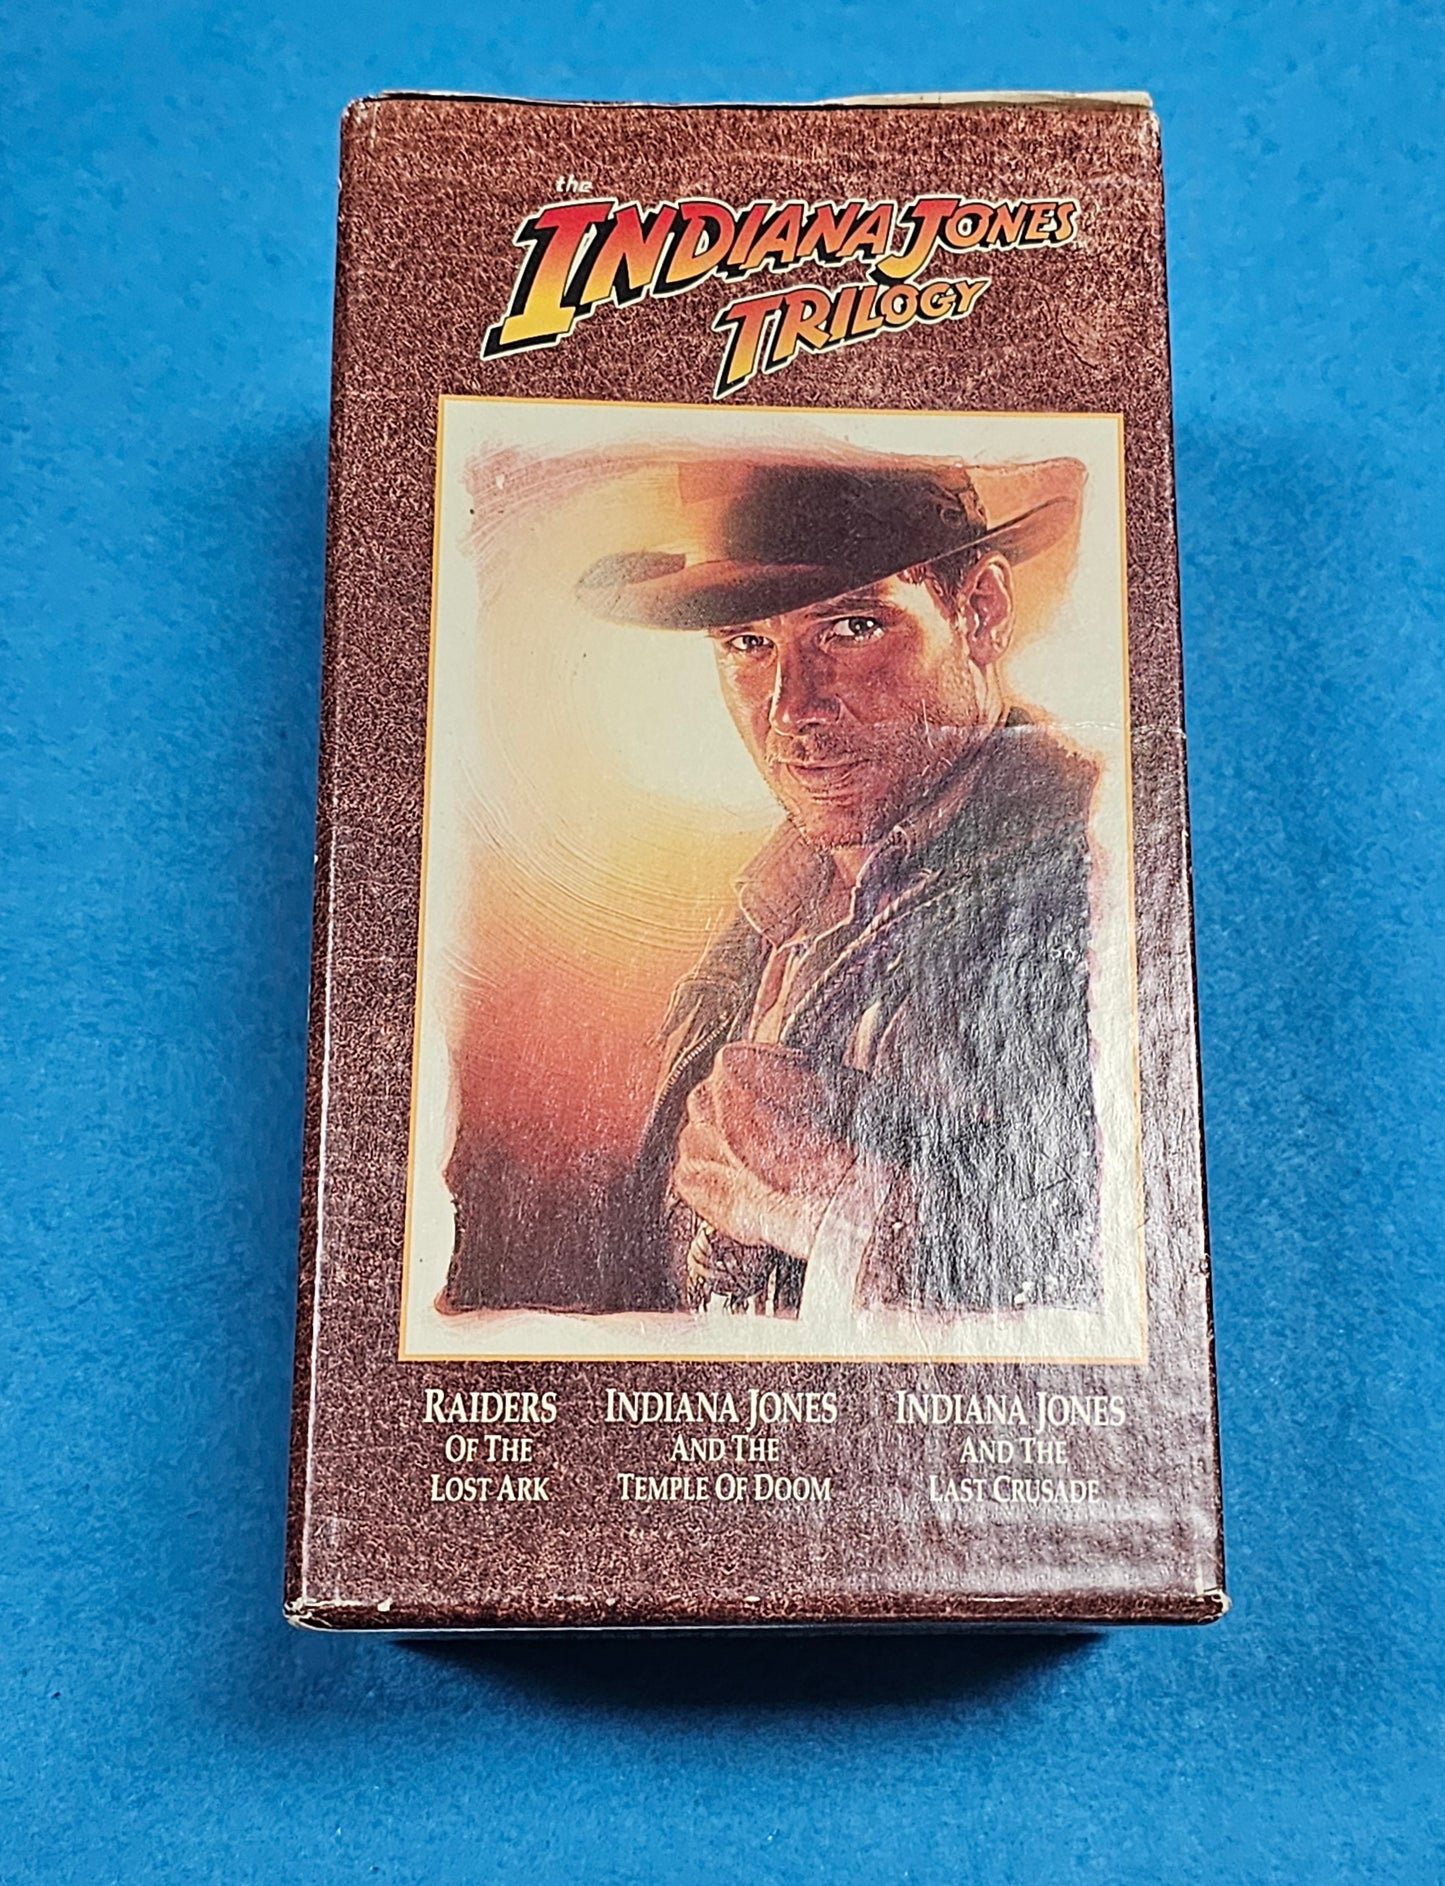 the
INDIANA JONES
TRILOGY
RAIDERS
OF THE
LOST ARK
INDIANA JONES
AND THE
TEMPLE OF DOOM
INDIANA JONES
AND THE
LAST CRUSADE